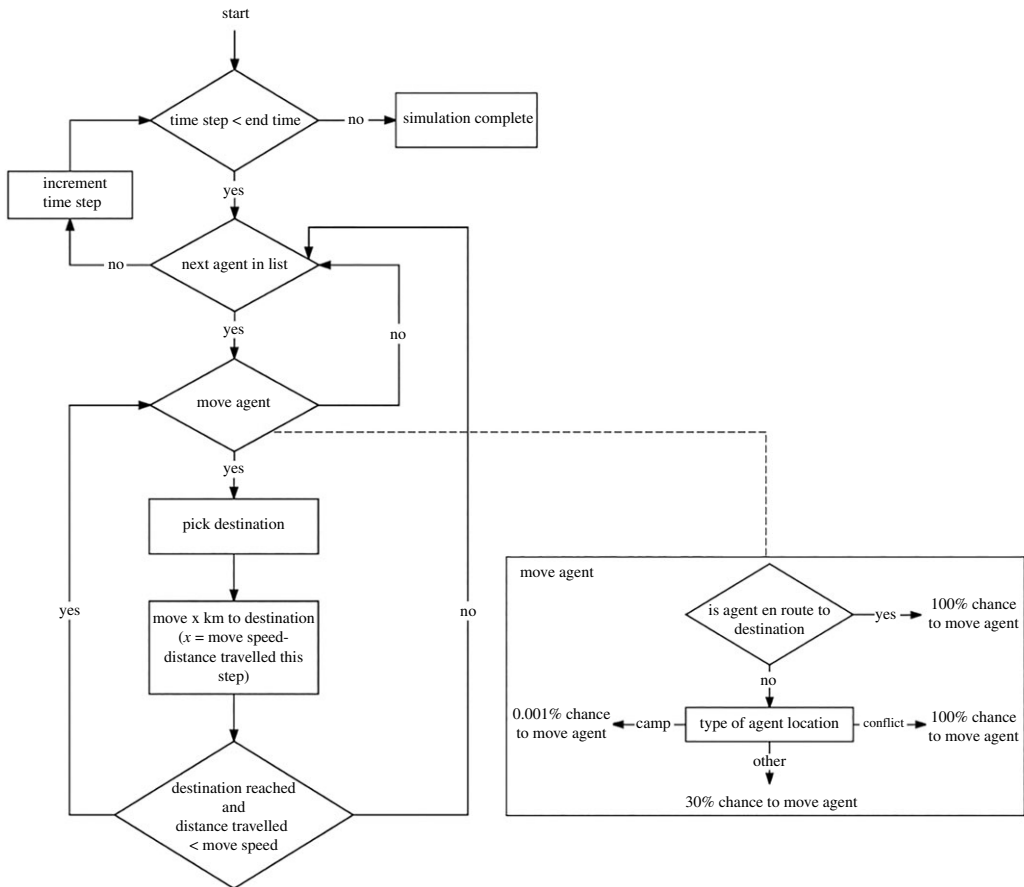 start
time step < end time
no
simulation complete
increment
time step
yes
next agent in list
no
yes
no
move agent
yes
pick destination
yes
move x km to destination
(x = move speed-
distance travelled this
step)
no
destination reached
and
distance travelled
< move speed
move agent
is agent en route to
destination
yes
100% chance
to move agent
no
0.001% chance
to move agent
camp
type of agent location
conflict
100% chance
to move agent
other
30% chance to move agent